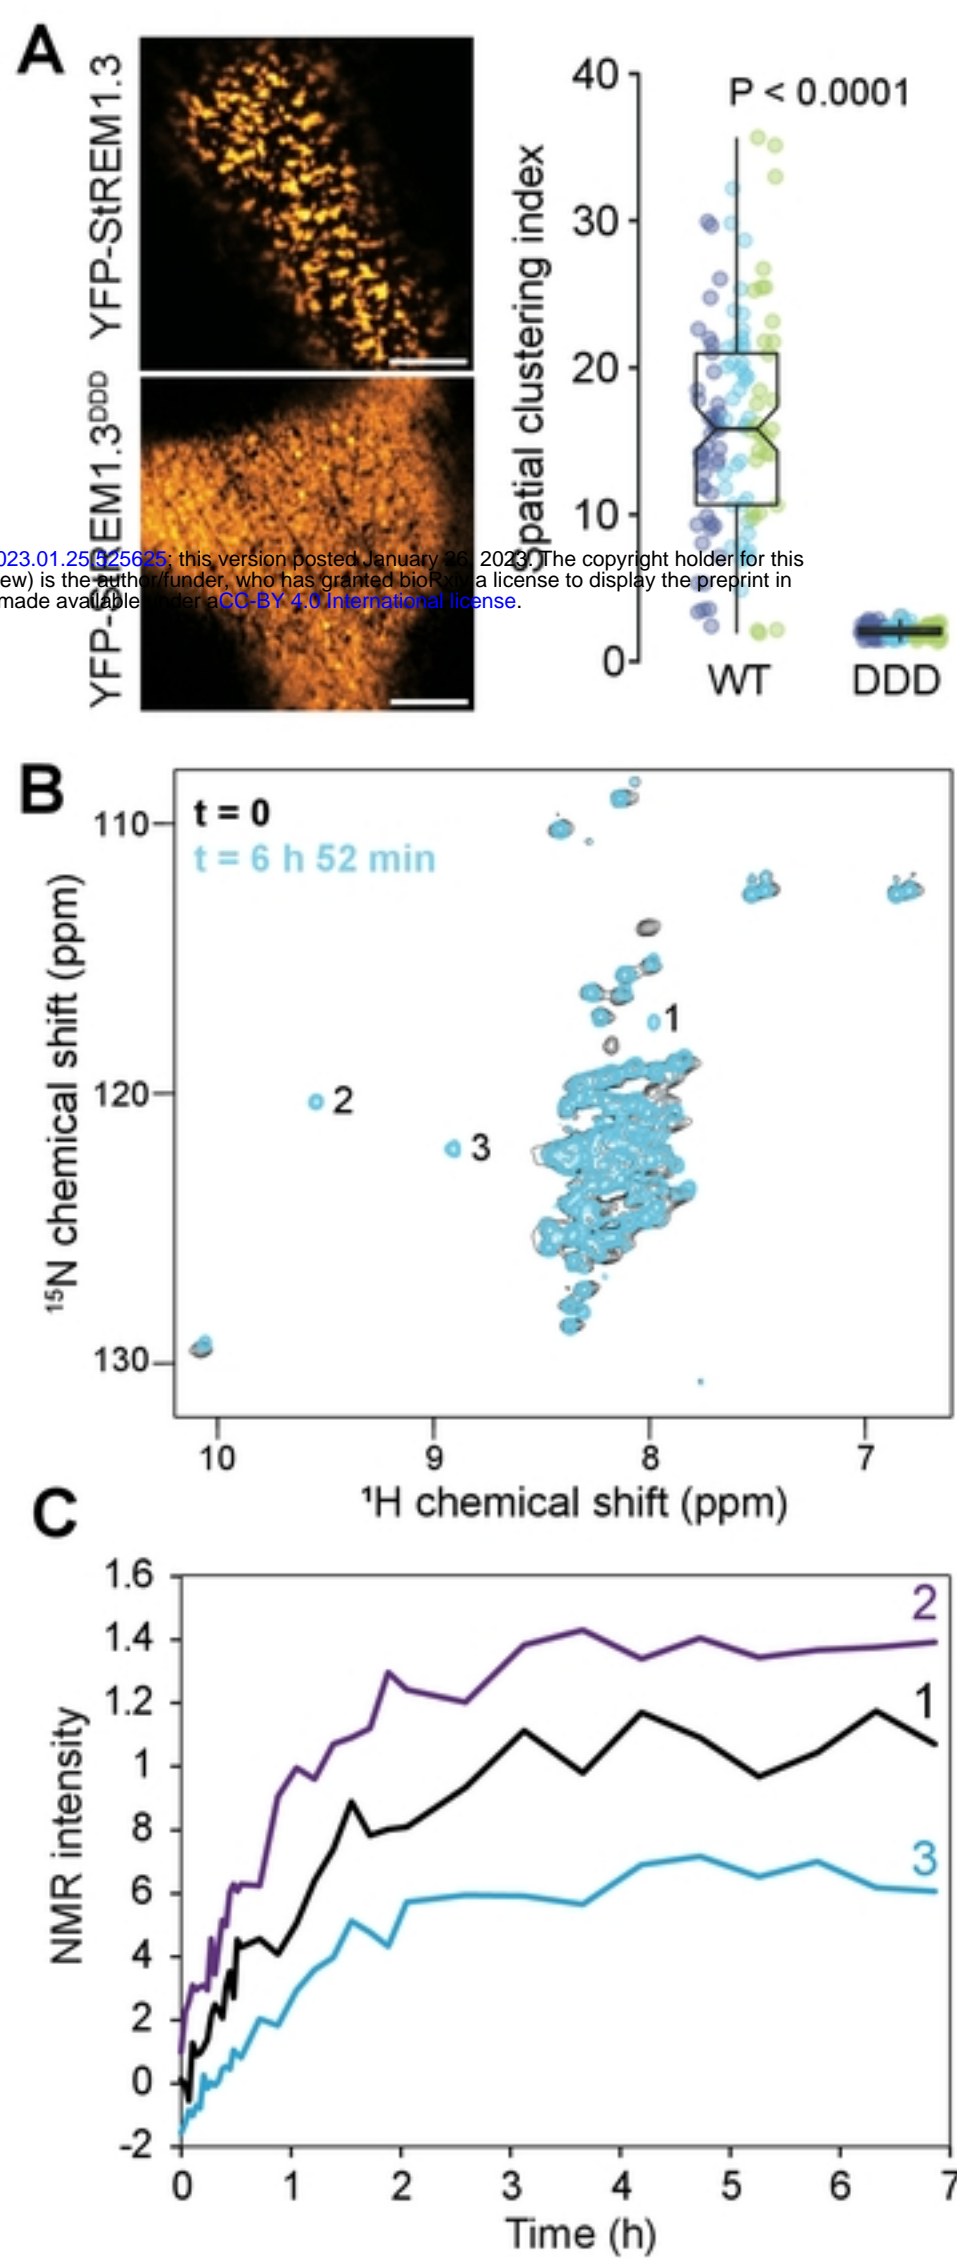 A
YFP-StREM1.3
YFP-StREM1.3DDD
Spatial clustering index
40
30
20
10
0
P < 0.0001
WT
DDD
023.01.25.525625; this version posted January 26, 2023. The copyright holder for this
ew) is the author/funder, who has granted bioRxiv a license to display the preprint in
made available under aCC-BY 4.0 International license.
B
t = 0
t = 6 h 52 min
15N chemical shift (ppm)
110
120
130
1
2
3
10 9 8 7
¹H chemical shift (ppm)
C
NMR intensity
1.6
1.4
1.2
1
8
6
4
2
0
-2
2
1
3
0 1 2 3 4 5 6 7
Time (h)